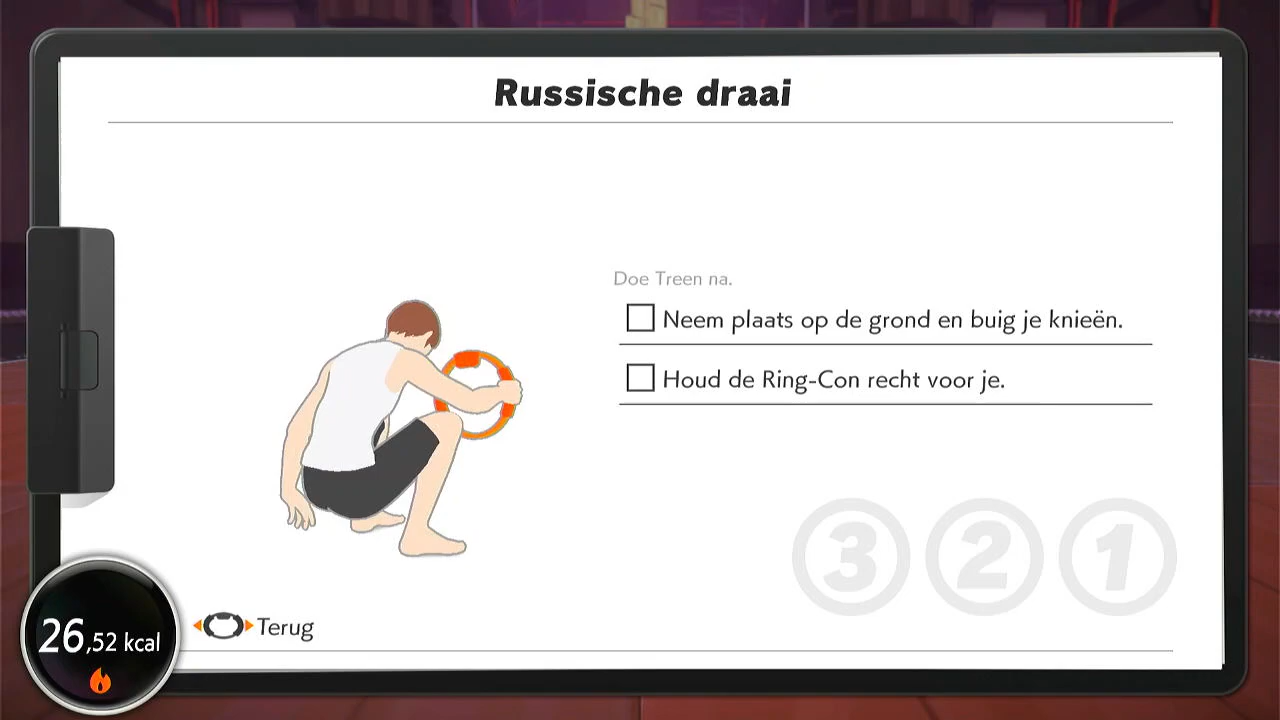 Russische draai
Doe Treen na.
Neem plaats op de grond en buig je knieën.
Houd de Ring-Con recht voor je.
3 2 1
26,52 kcal
Terug